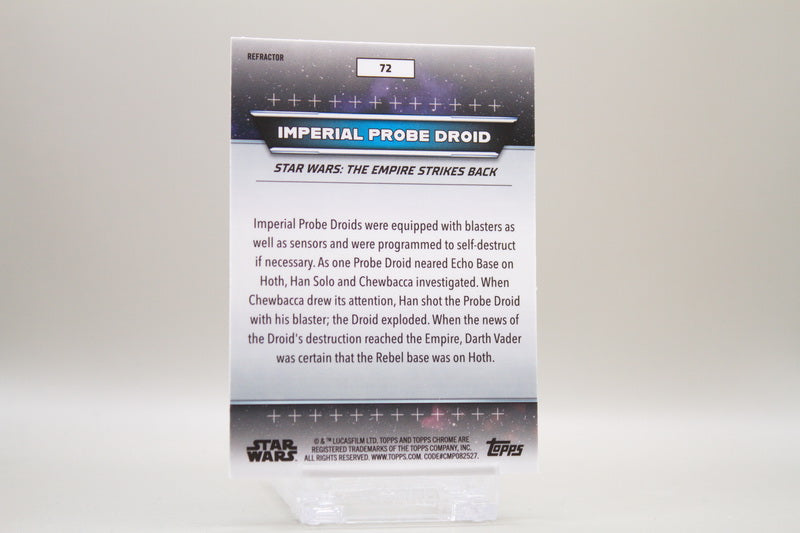 REFRACTOR
72
IMPERIAL PROBE DROID
STAR WARS: THE EMPIRE STRIKES BACK
Imperial Probe Droids were equipped with blasters as
well as sensors and were programmed to self-destruct
if necessary. As one Probe Droid neared Echo Base on
Hoth, Han Solo and Chewbacca investigated. When
Chewbacca drew its attention, Han shot the Probe Droid
with his blaster; the Droid exploded. When the news of
the Droid's destruction reached the Empire, Darth Vader
was certain that the Rebel base was on Hoth.
STAR
WARS
© & ™ LUCASFILM LTD. TOPPS AND TOPPS CHROME ARE
REGISTERED TRADEMARKS OF THE TOPPS COMPANY, INC.
ALL RIGHTS RESERVED. WWW.TOPPS.COM. CODE#CMP082527.
topps